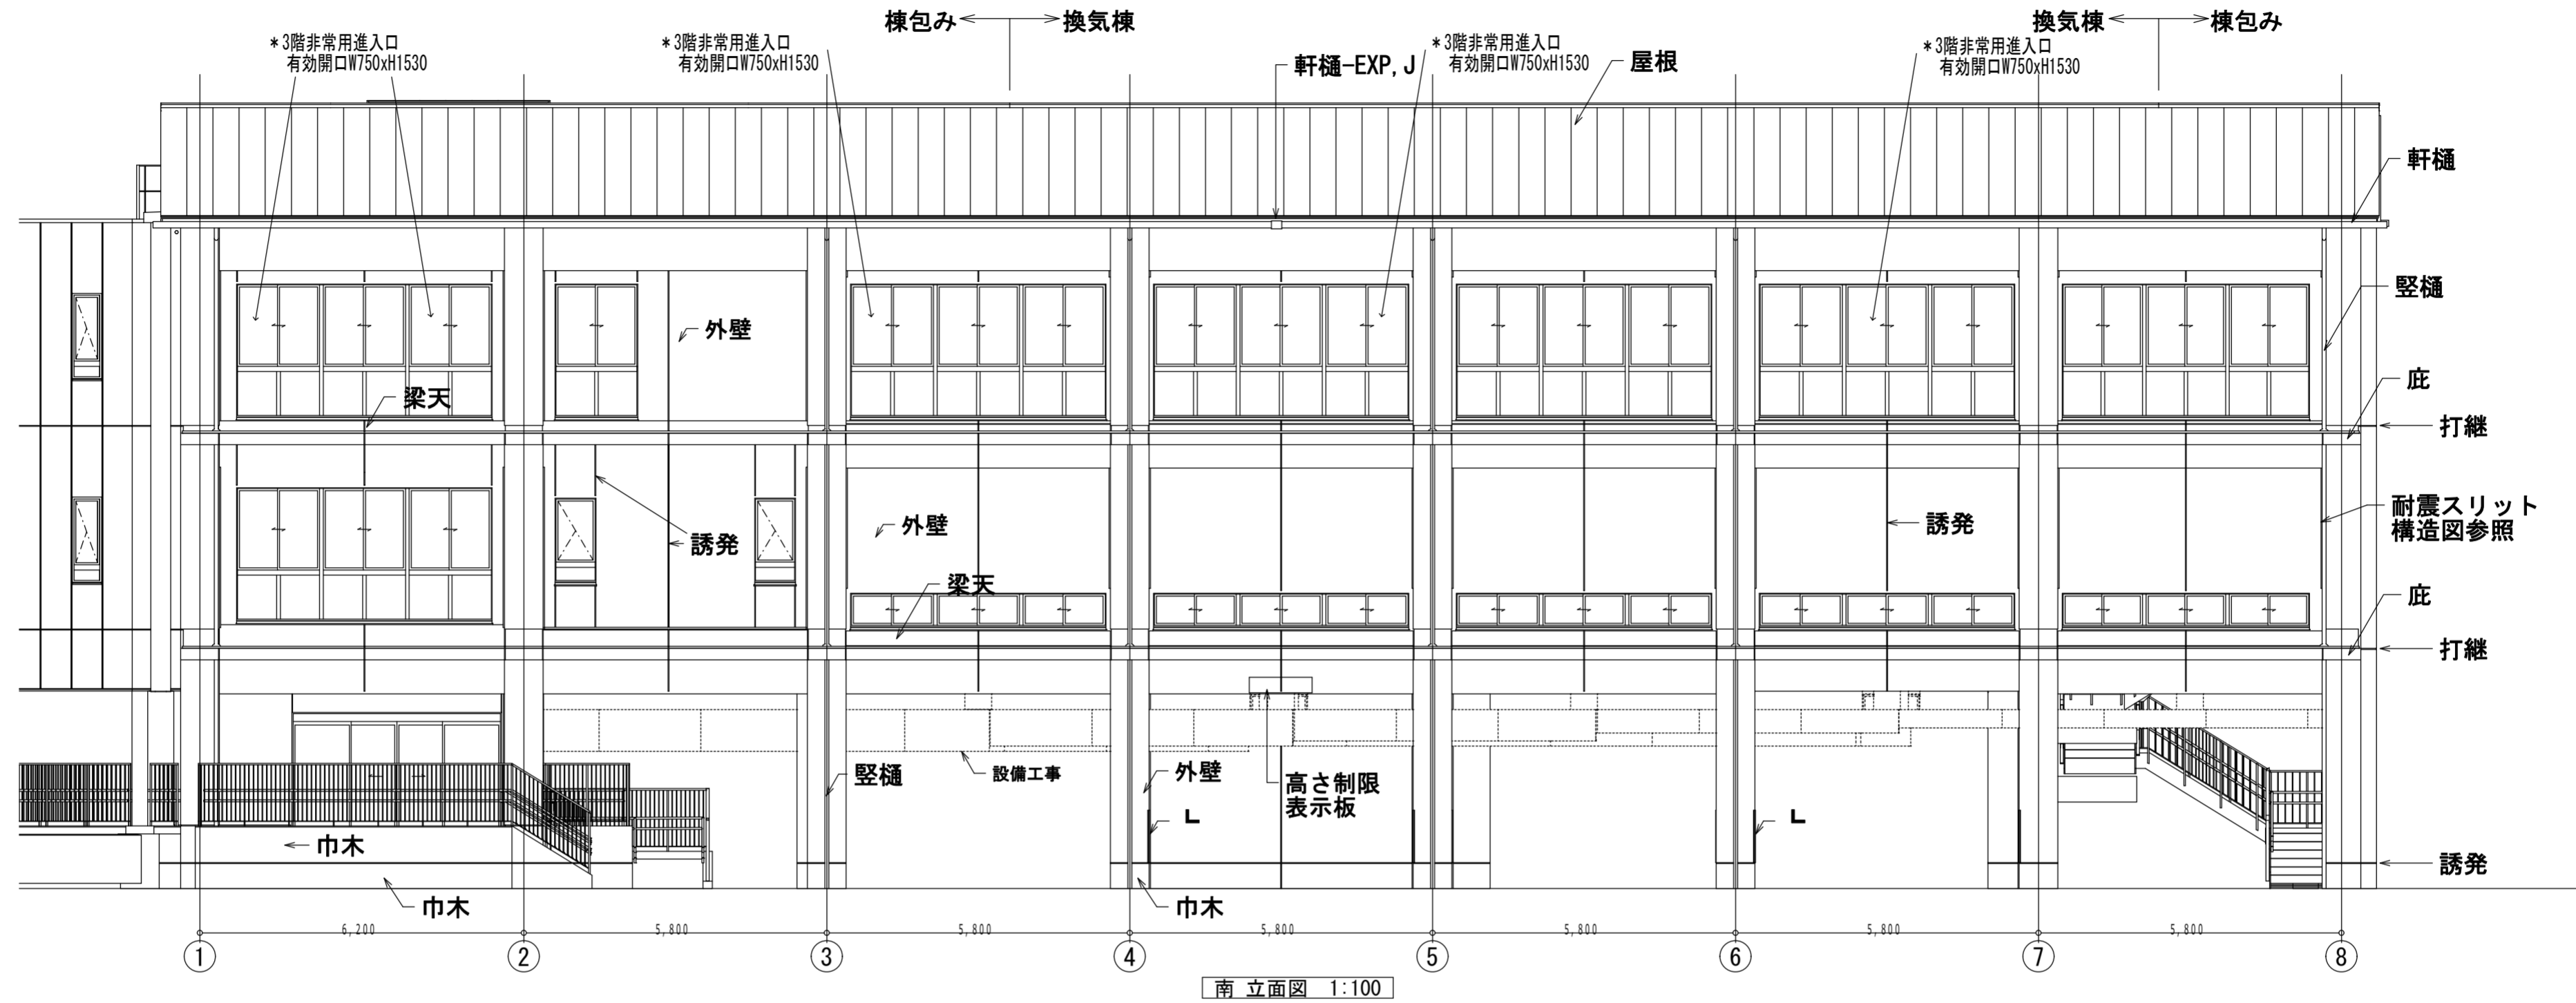 棟包み
換気棟
換気棟
棟包み
*3階非常用進入口
有効開口W750xH1530
*3階非常用進入口
有効開口W750xH1530
軒樋-EXP,J
*3階非常用進入口
有効開口W750xH1530
屋根
*3階非常用進入口
有効開口W750xH1530
軒樋
竪樋
外壁
庇
梁天
打継
耐震スリット
構造図参照
外壁
誘発
誘発
梁天
庇
打継
竪樋
設備工事
外壁
高さ制限
表示板
L
L
巾木
誘発
巾木
巾木
6,200
5,800
5,800
5,800
5,800
5,800
5,800
1
2
3
4
5
6
7
8
南 立面図 1:100